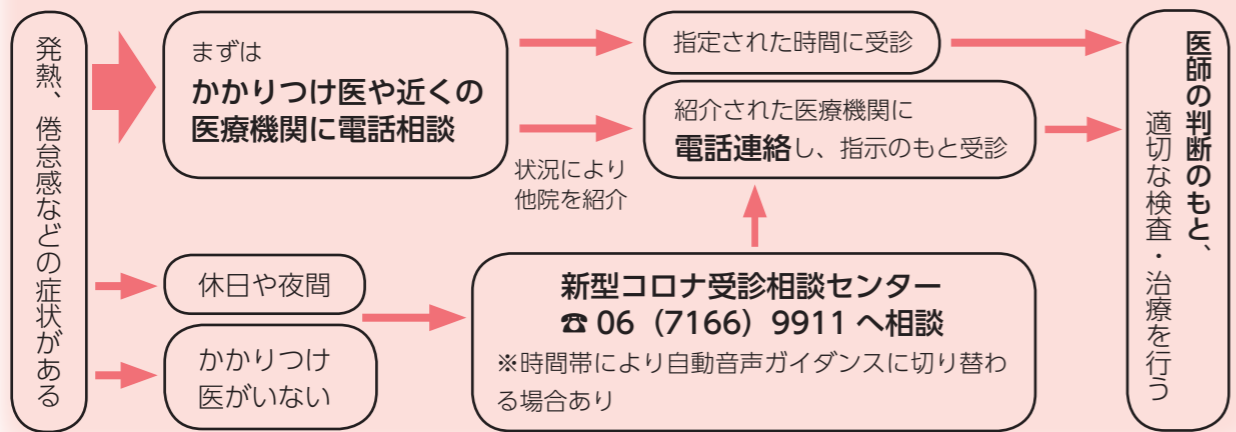 発熱、倦怠感などの症状がある
まずは
かかりつけ医や近くの
医療機関に電話相談
指定された時間に受診
状況により
他院を紹介
紹介された医療機関に
電話連絡し、指示のもと受診
休日や夜間
かかりつけ
医がいない
新型コロナ受診相談センター
☎ 06（7166）9911 へ相談
※時間帯により自動音声ガイダンスに切り替わ
る場合あり
医師の判断のもと、
適切な検査・治療を行う